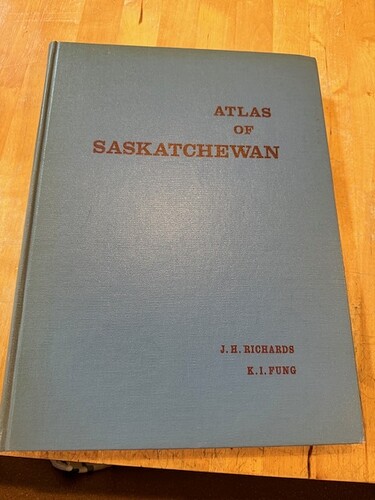 ATLAS
OF
SASKATCHEWAN
J. H. RICHARDS
K. I. FUNG